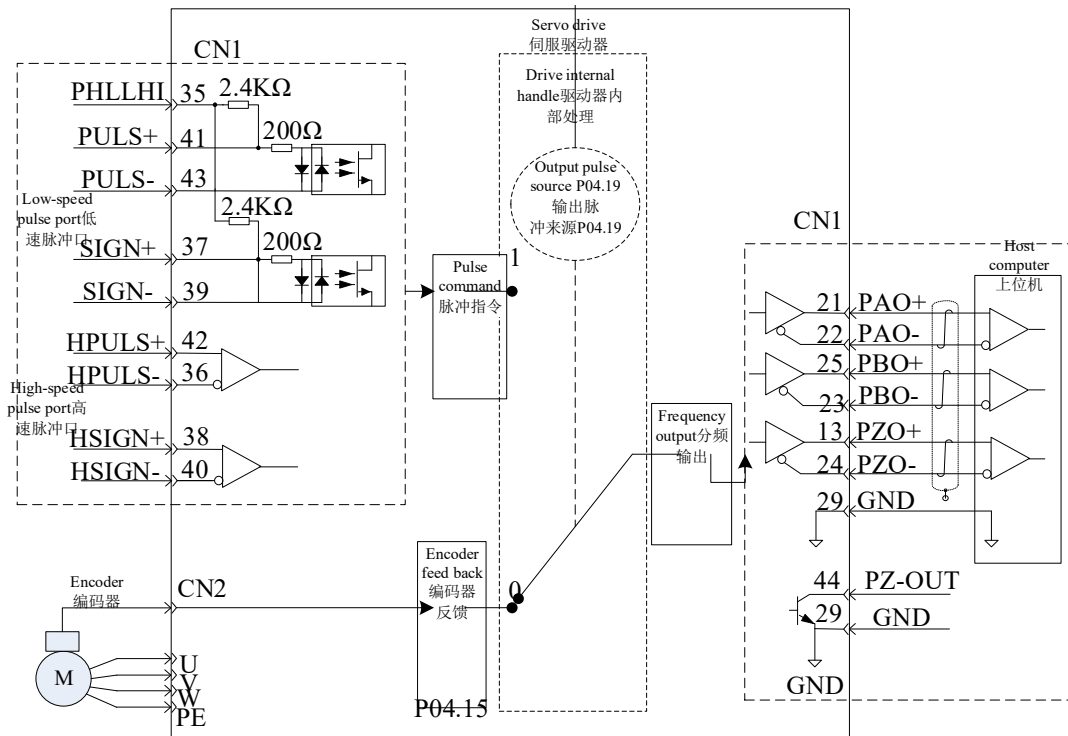 Servo drive
伺服驱动器
CN1
Drive internal
handle驱动器内
部处理
PHLLHI 35 2.4KΩ
PULS+ 41 200Ω
PULS- 43
Low-speed
pulse port低
速脉冲口
2.4KΩ
SIGN+ 37 200Ω
SIGN- 39
HPULS+ 42
HPULS- 36
High-speed
pulse port高
速脉冲口
HSIGN+ 38
HSIGN- 40
Output pulse
source P04.19
输出脉
冲来源P04.19
Pulse
command
脉冲指令
1
CN1
Host
computer
上位机
21 PAO+
22 PAO-
25 PBO+
23 PBO-
13 PZO+
24 PZO-
29 GND
Frequency
output分频
输出
44 PZ-OUT
29 GND
GND
Encoder
编码器
CN2
Encoder
feed back
编码器
反馈
0
P04.15
M
U
V
W
PE